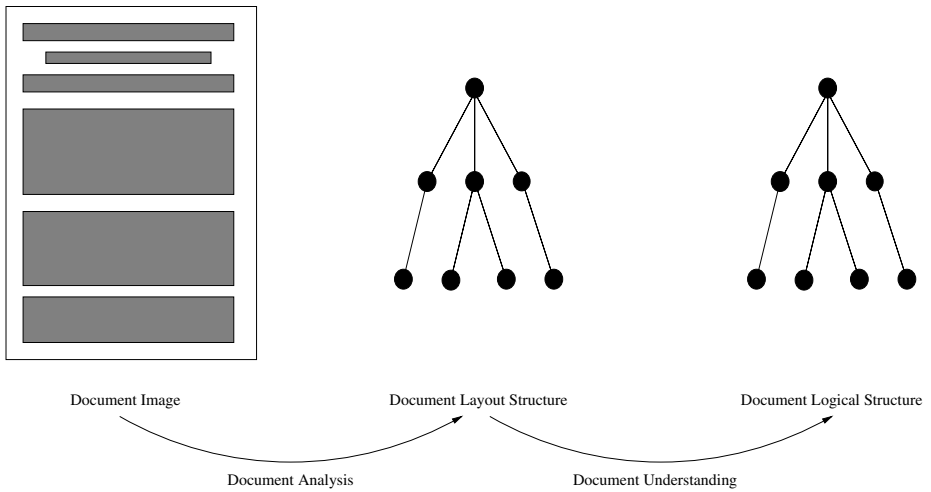 Document Image
Document Layout Structure
Document Logical Structure
Document Analysis
Document Understanding